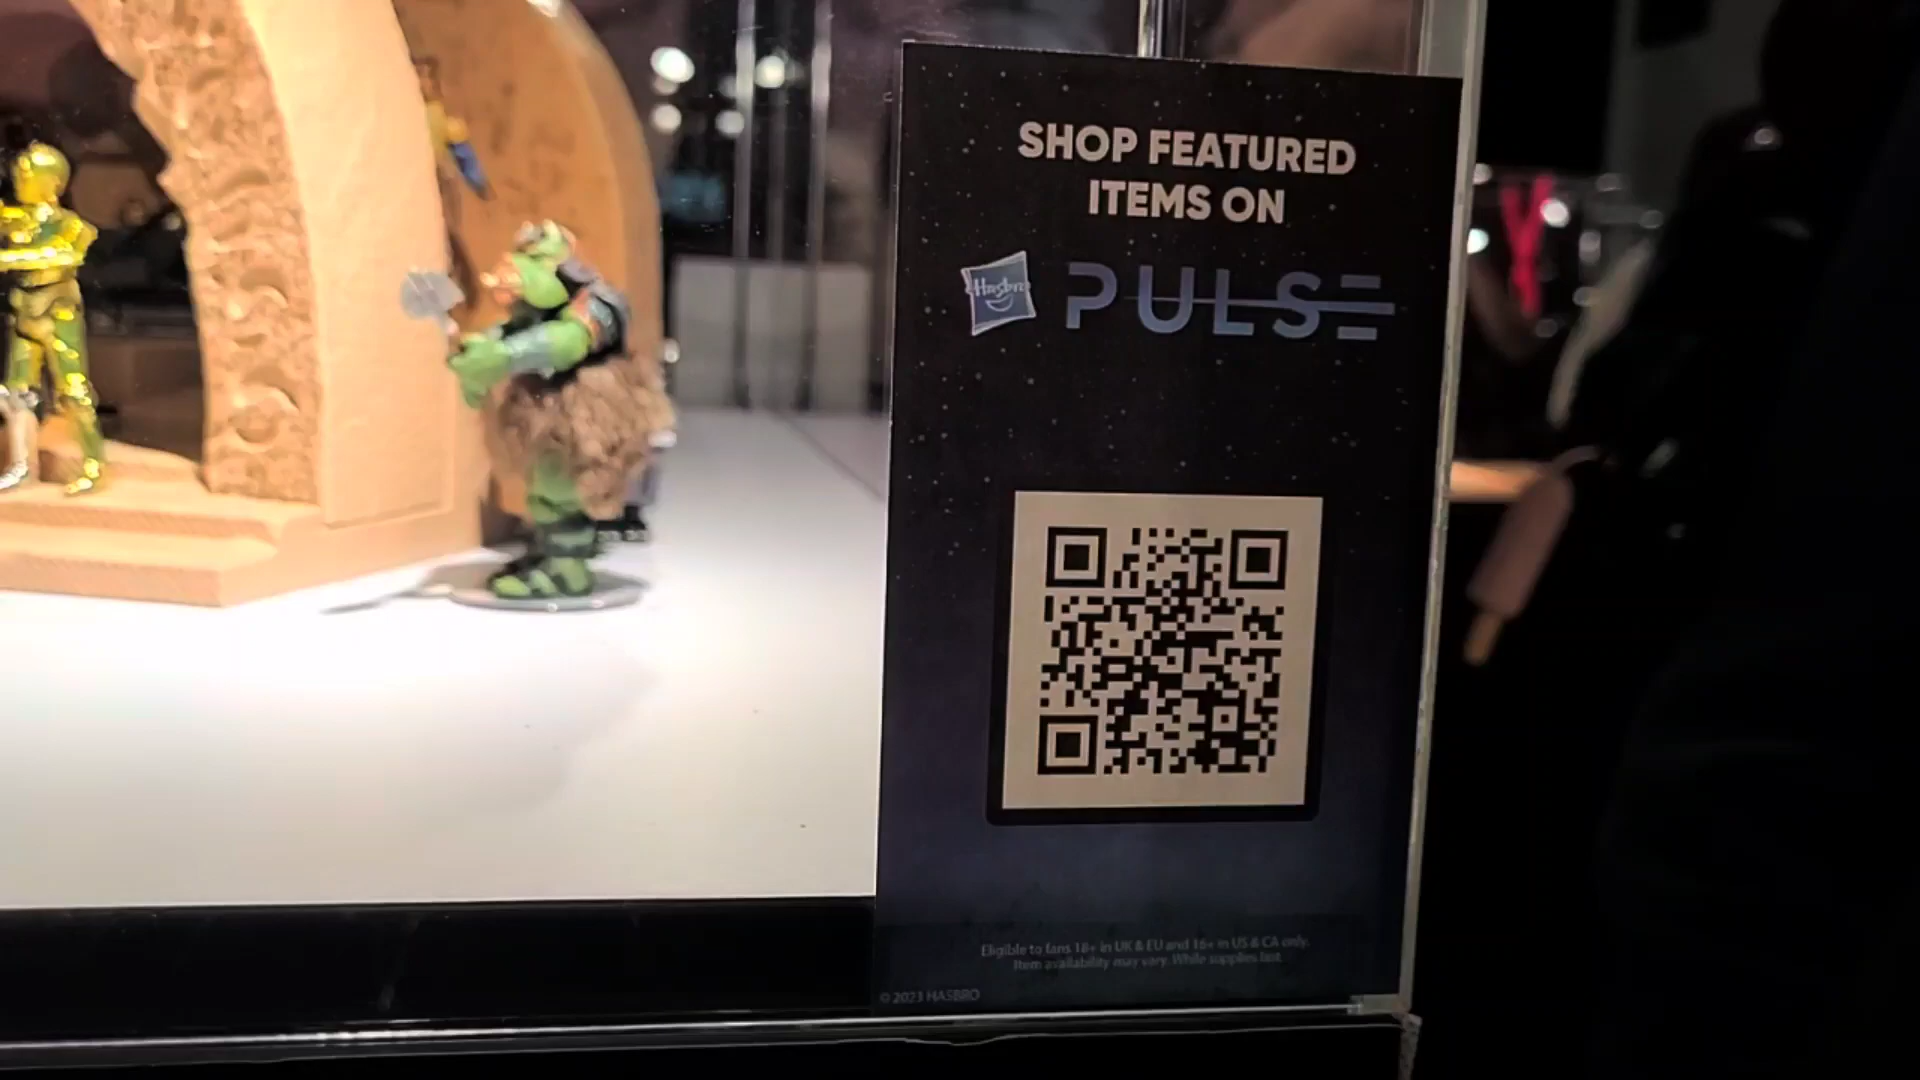 SHOP FEATURED
ITEMS ON
Hasbro PULSE
Eligible to fans 18+ in UK & EU and 16+ in US & CA only.
Item availability may vary. While supplies last.
© 2023 HASBRO